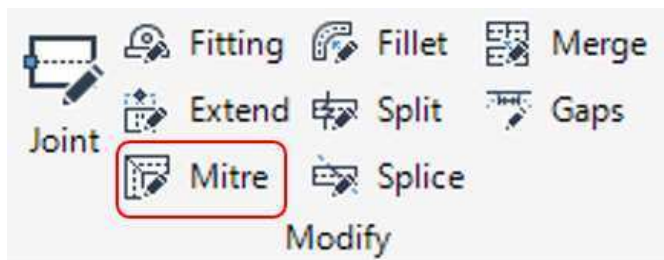 Fitting Fillet Merge
Extend Split Gaps
Joint
Mitre Splice
Modify